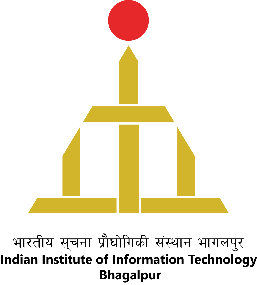 भारतीय सूचना प्रौघोगिकी संस्थान भागलपुर
Indian Institute of Information Technology
Bhagalpur